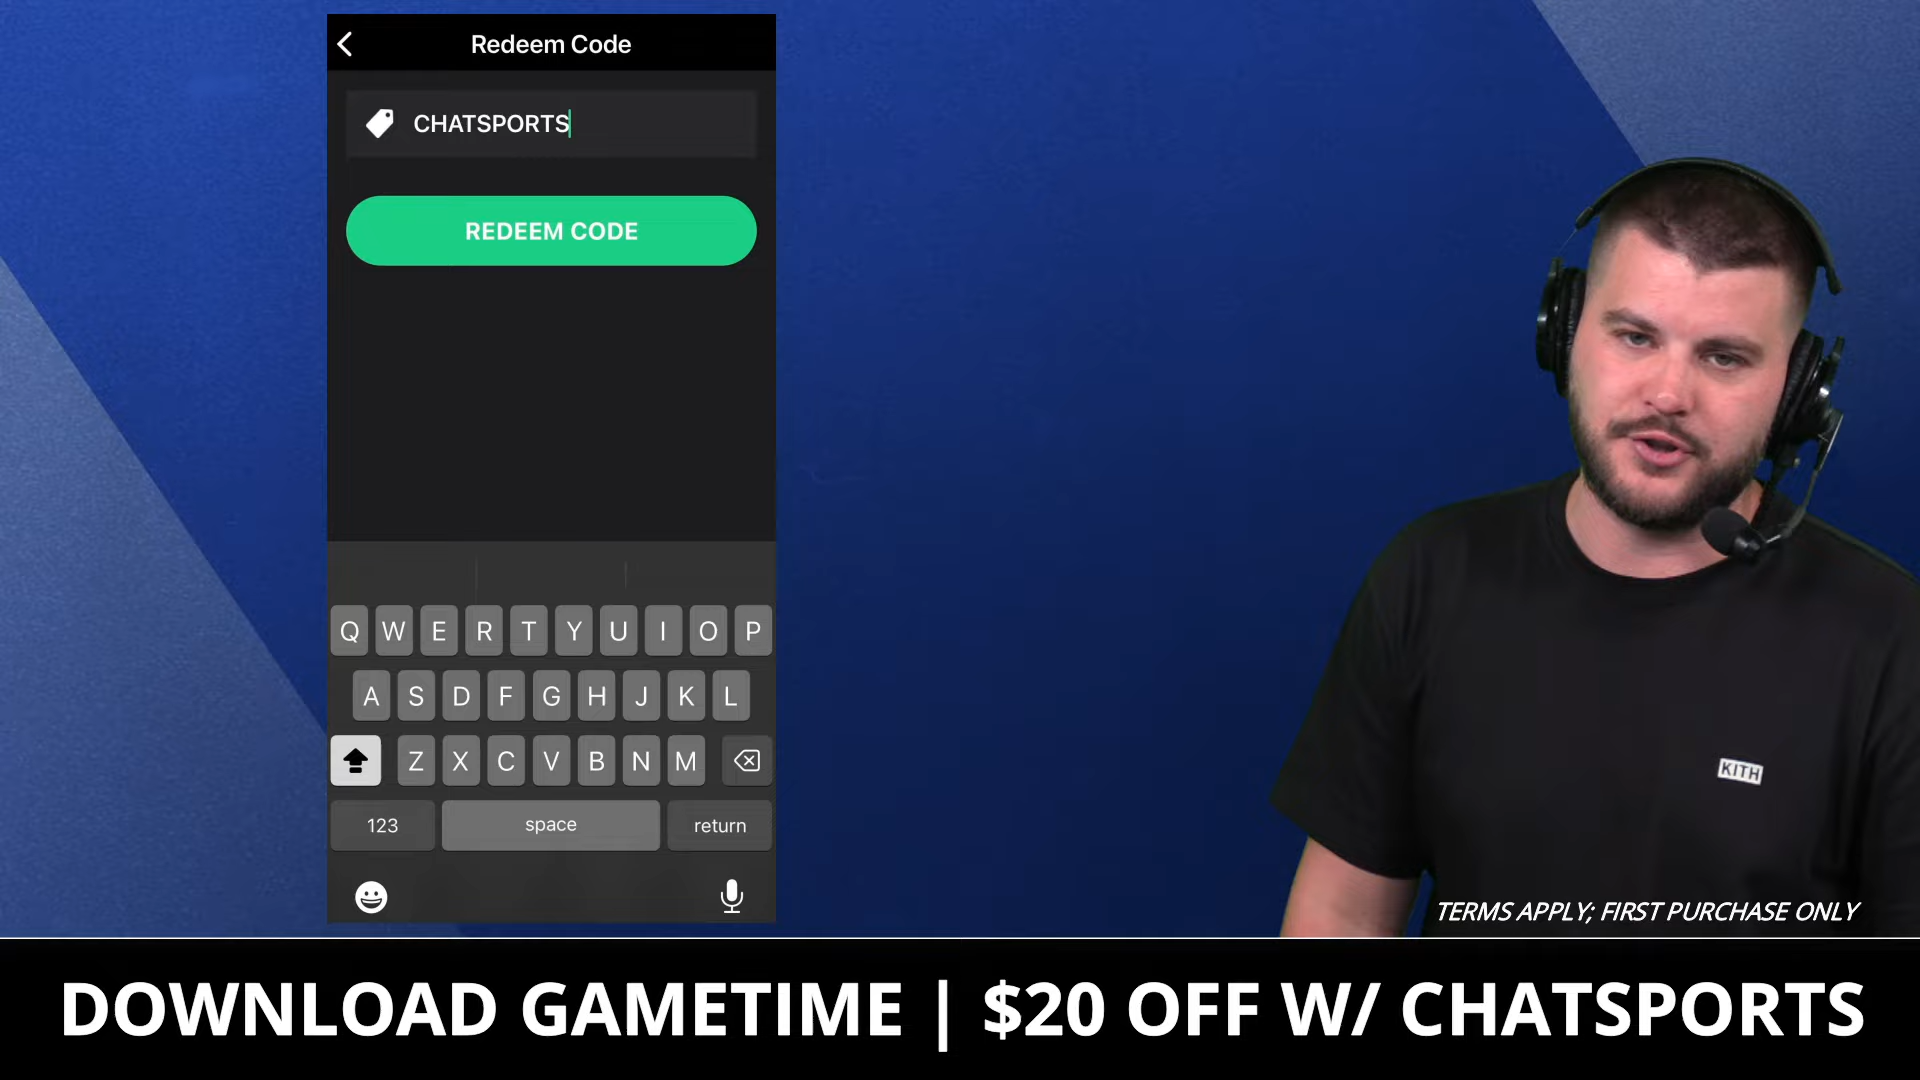 Redeem Code
CHATSPORTS
REDEEM CODE
Q W E R T Y U I O P
A S D F G H J K L
Z X C V B N M
123 space return
KITH
TERMS APPLY; FIRST PURCHASE ONLY
DOWNLOAD GAMETIME | $20 OFF W/ CHATSPORTS